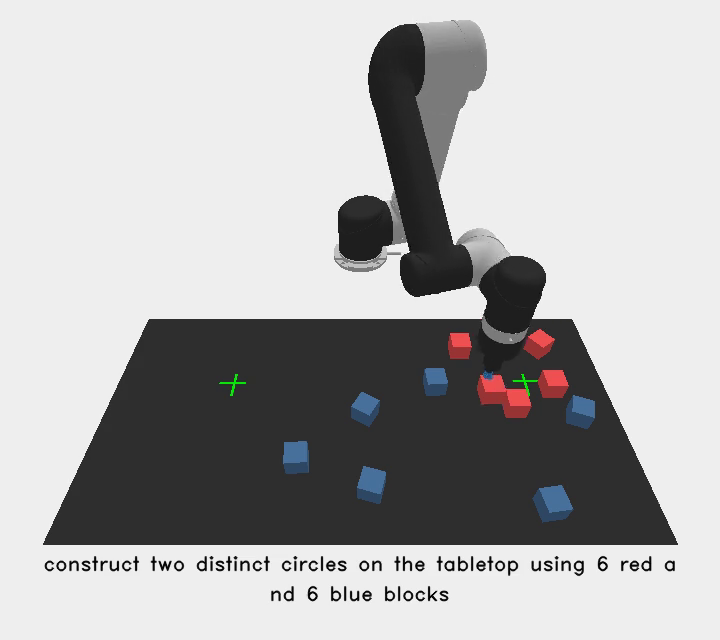 construct two distinct circles on the tabletop using 6 red a
nd 6 blue blocks